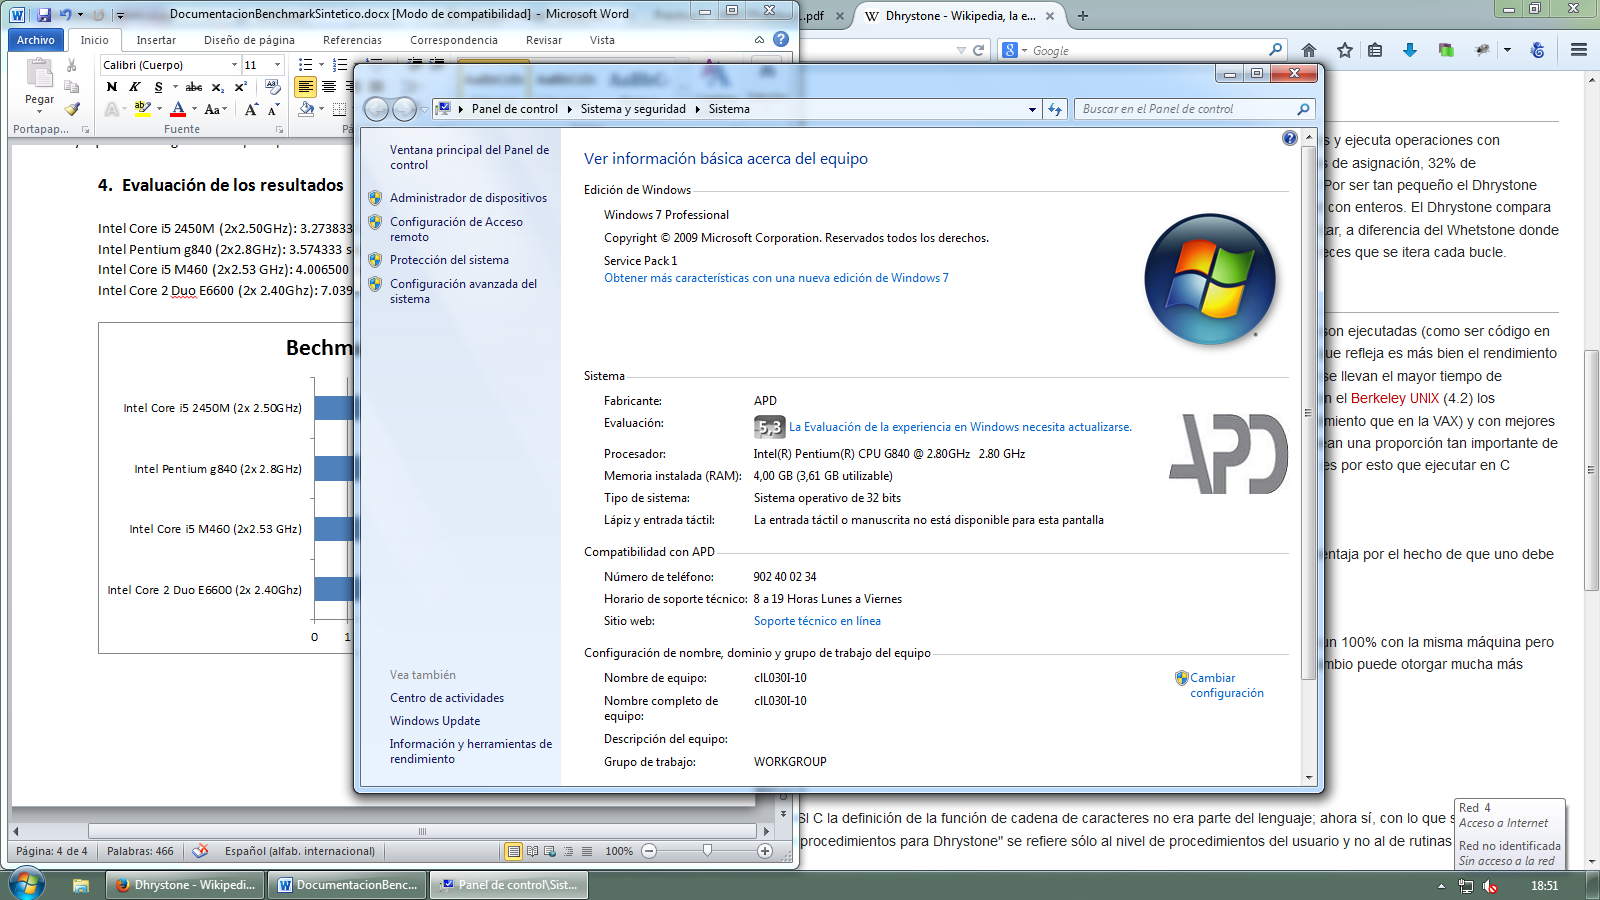 DocumentacionBenchmarkSintetico.docx [Modo de compatibilidad] - Microsoft Word
Archivo Inicio Insertar Diseño de página Referencias Correspondencia Revisar Vista
Calibri (Cuerpo) 11
Pegar
N K S abc x₂ x²
A ab A Aa A A
Portapap... Fuente
4. Evaluación de los resultados
Intel Core i5 2450M (2x2.50GHz): 3.273833
Intel Pentium g840 (2x2.8GHz): 3.574333 s
Intel Core i5 M460 (2x2.53 GHz): 4.006500
Intel Core 2 Duo E6600 (2x 2.40Ghz): 7.039
Bechm
Intel Core i5 2450M (2x 2.50GHz)
Intel Pentium g840 (2x 2.8GHz)
Intel Core i5 M460 (2x2.53 GHz)
Intel Core 2 Duo E6600 (2x 2.40Ghz)
0 1
Página: 4 de 4 Palabras: 466 Español (alfab. internacional) 100%
.pdf
Dhrystone - Wikipedia, la e...
Google
Panel de control Sistema y seguridad Sistema
Buscar en el Panel de control
Ventana principal del Panel de
control
Administrador de dispositivos
Configuración de Acceso
remoto
Protección del sistema
Configuración avanzada del
sistema
Vea también
Centro de actividades
Windows Update
Información y herramientas de
rendimiento
Ver información básica acerca del equipo
Edición de Windows
Windows 7 Professional
Copyright © 2009 Microsoft Corporation. Reservados todos los derechos.
Service Pack 1
Obtener más características con una nueva edición de Windows 7
Sistema
Fabricante: APD
Evaluación: 5,3 La Evaluación de la experiencia en Windows necesita actualizarse.
Procesador: Intel(R) Pentium(R) CPU G840 @ 2.80GHz 2.80 GHz
Memoria instalada (RAM): 4,00 GB (3,61 GB utilizable)
Tipo de sistema: Sistema operativo de 32 bits
Lápiz y entrada táctil: La entrada táctil o manuscrita no está disponible para esta pantalla
APD
Compatibilidad con APD
Número de teléfono: 902 40 02 34
Horario de soporte técnico: 8 a 19 Horas Lunes a Viernes
Sitio web: Soporte técnico en línea
Configuración de nombre, dominio y grupo de trabajo del equipo
Nombre de equipo: cIL030I-10
Cambiar
configuración
Nombre completo de
equipo: cIL030I-10
Descripción del equipo:
Grupo de trabajo: WORKGROUP
s y ejecuta operaciones con
s de asignación, 32% de
Por ser tan pequeño el Dhrystone
con enteros. El Dhrystone compara
ar, a diferencia del Whetstone donde
eces que se itera cada bucle.
son ejecutadas (como ser código en
ue refleja es más bien el rendimiento
se llevan el mayor tiempo de
n el Berkeley UNIX (4.2) los
miento que en la VAX) y con mejores
ean una proporción tan importante de
es por esto que ejecutar en C
entaja por el hecho de que uno debe
un 100% con la misma máquina pero
mbio puede otorgar mucha más
SI C la definición de la función de cadena de caracteres no era parte del lenguaje; ahora sí, con lo que s
procedimientos para Dhrystone" se refiere sólo al nivel de procedimientos del usuario y no al de rutinas
Red 4
Acceso a Internet
Red no identificada
Sin acceso a la red
Dhrystone - Wikipedi... DocumentacionBenc... Panel de control\Sist...
18:51